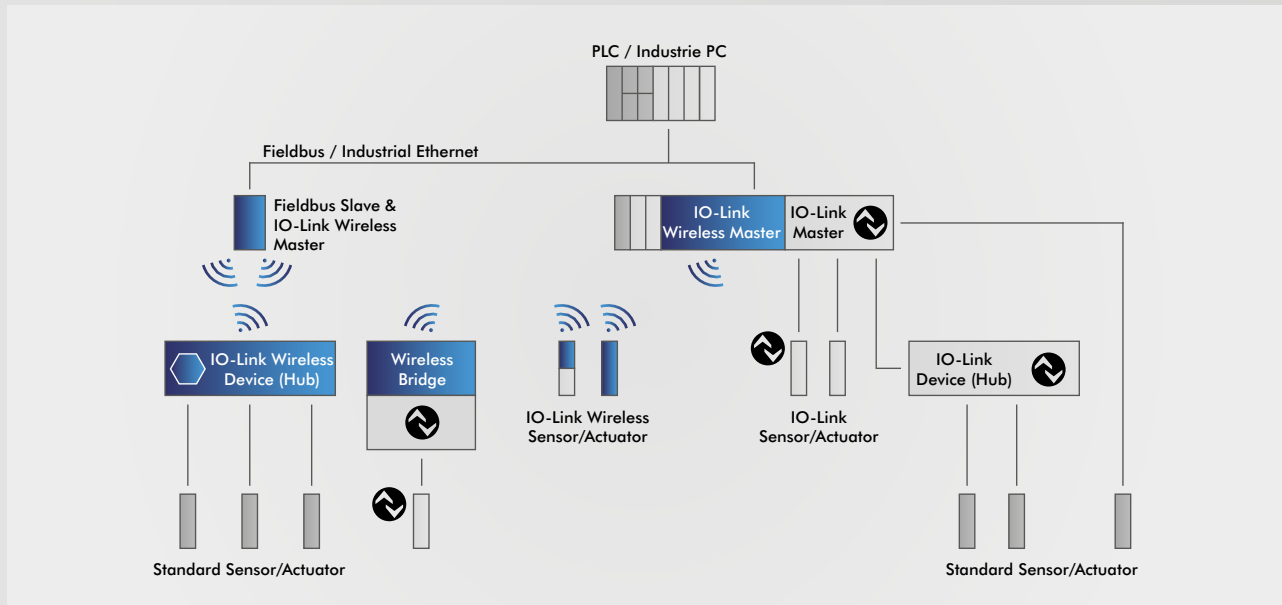 PLC / Industrie PC
Fieldbus / Industrial Ethernet
Fieldbus Slave &
IO-Link Wireless
Master
IO-Link
Wireless Master
IO-Link
Master
IO-Link Wireless
Device (Hub)
Wireless
Bridge
IO-Link Wireless
Sensor/Actuator
IO-Link
Sensor/Actuator
IO-Link
Device (Hub)
Standard Sensor/Actuator
Standard Sensor/Actuator